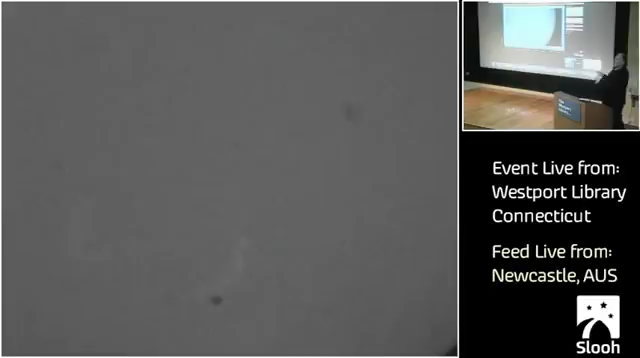 Event Live from:
Westport Library
Connecticut
Feed Live from:
Newcastle, AUS
Slooh